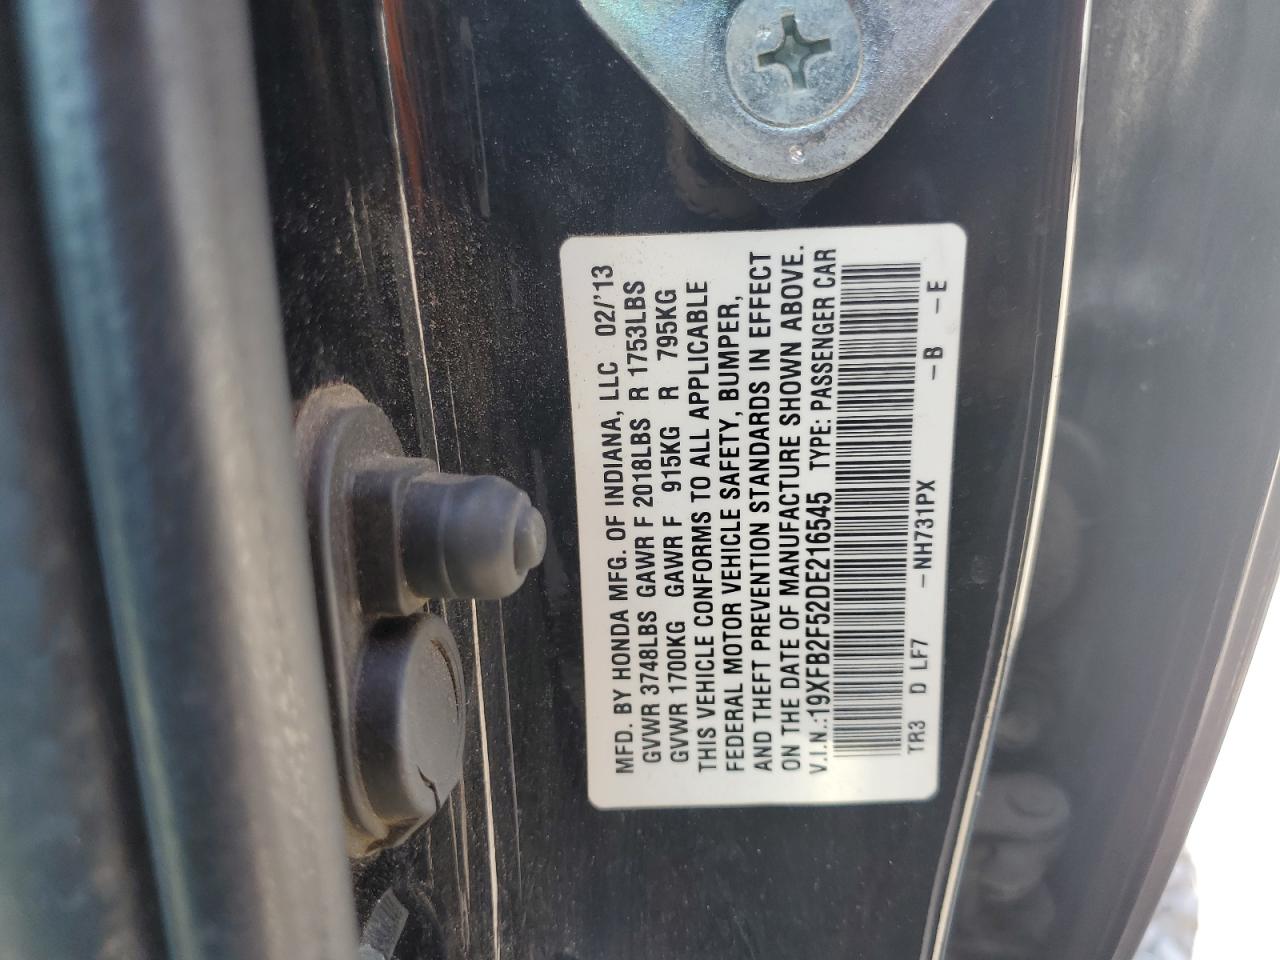 MFD. BY HONDA MFG. OF INDIANA, LLC 02/'13
GVWR 3748LBS GAWR F 2018LBS R 1753LBS
GVWR 1700KG GAWR F 915KG R 795KG
THIS VEHICLE CONFORMS TO ALL APPLICABLE
FEDERAL MOTOR VEHICLE SAFETY, BUMPER,
AND THEFT PREVENTION STANDARDS IN EFFECT
ON THE DATE OF MANUFACTURE SHOWN ABOVE.
V.I.N.:19XFB2F52DE216545 TYPE: PASSENGER CAR
TR3 D LF7 -NH731PX -B -E